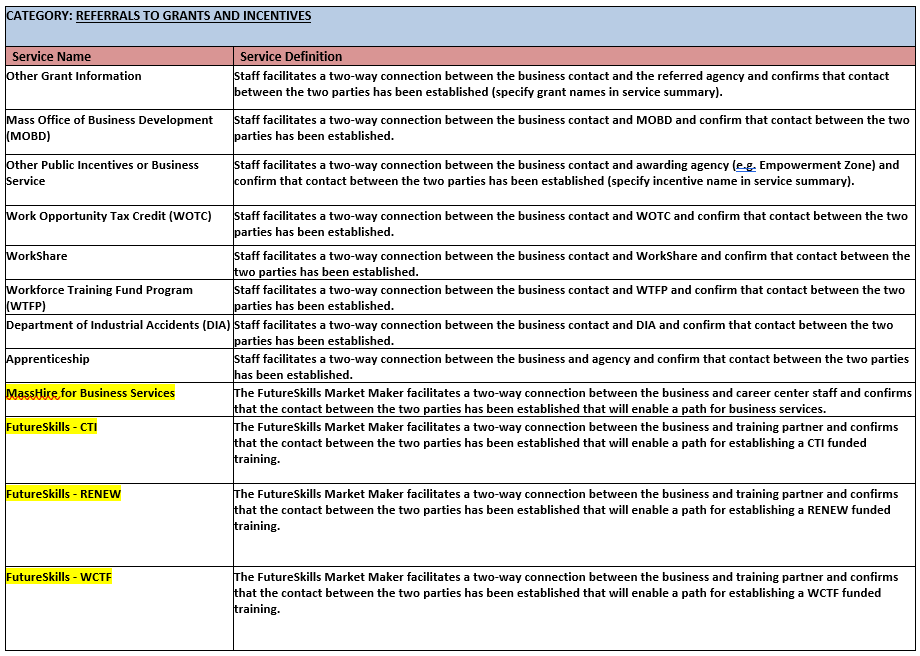 CATEGORY: REFERRALS TO GRANTS AND INCENTIVES
Service Name
Service Definition
Other Grant Information
Staff facilitates a two-way connection between the business contact and the referred agency and confirms that contact
between the two parties has been established (specify grant names in service summary).
Mass Office of Business Development
(MOBD)
Staff facilitates a two-way connection between the business contact and MOBD and confirm that contact between the two
parties has been established.
Other Public Incentives or Business
Service
Staff facilitates a two-way connection between the business contact and awarding agency (e.g. Empowerment Zone) and
confirm that contact between the two parties has been established (specify incentive name in service summary).
Work Opportunity Tax Credit (WOTC)
Staff facilitates a two-way connection between the business contact and WOTC and confirm that contact between the two
parties has been established.
WorkShare
Staff facilitates a two-way connection between the business contact and WorkShare and confirm that contact between the
two parties has been established.
Workforce Training Fund Program
(WTFP)
Staff facilitates a two-way connection between the business contact and WTFP and confirm that contact between the two
parties has been established.
Department of Industrial Accidents (DIA)
Staff facilitates a two-way connection between the business contact and DIA and confirm that contact between the two
parties has been established.
Apprenticeship
Staff facilitates a two-way connection between the business and agency and confirm that contact between the two parties
has been established.
MassHire for Business Services
The FutureSkills Market Maker facilitates a two-way connection between the business and career center staff and confirms
that the contact between the two parties has been established that will enable a path for business services.
FutureSkills - CTI
The FutureSkills Market Maker facilitates a two-way connection between the business and training partner and confirms
that the contact between the two parties has been established that will enable a path for establishing a CTI funded
training.
FutureSkills - RENEW
The FutureSkills Market Maker facilitates a two-way connection between the business and training partner and confirms
that the contact between the two parties has been established that will enable a path for establishing a RENEW funded
training.
FutureSkills - WCTF
The FutureSkills Market Maker facilitates a two-way connection between the business and training partner and confirms
that the contact between the two parties has been established that will enable a path for establishing a WCTF funded
training.